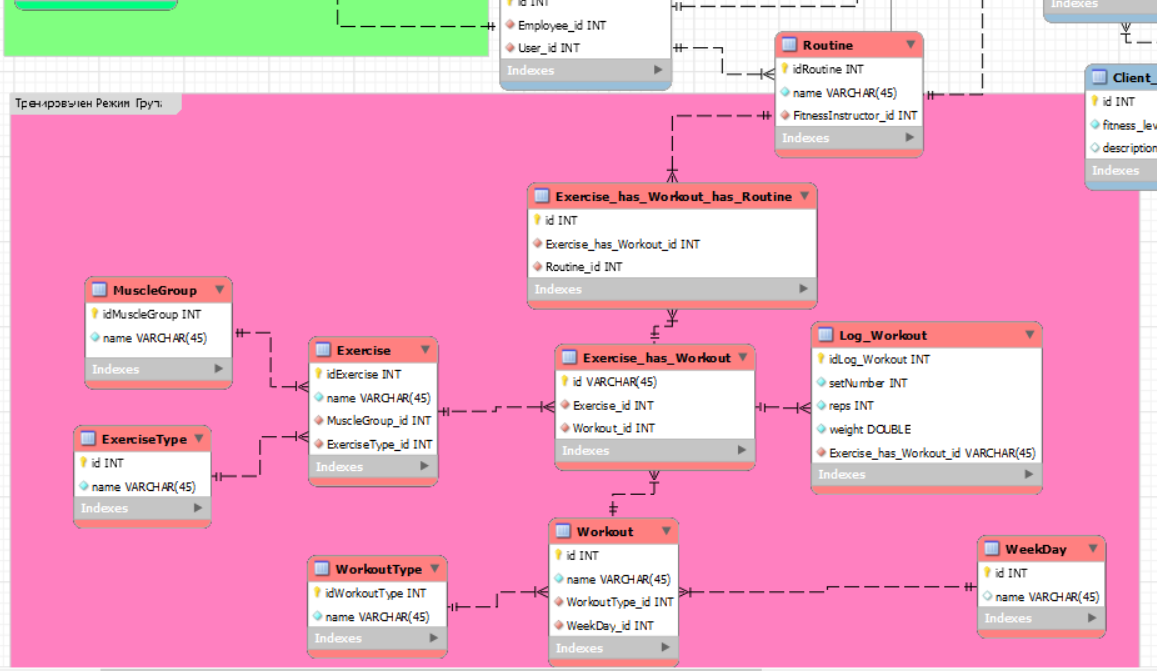 id INT
Employee_id INT
User_id INT
Indexes
Indexes
Routine
idRoutine INT
name VARCHAR(45)
FitnessInstructor_id INT
Indexes
Client_
id INT
fitness_lev
description
Indexes
Exercise_has_Workout_has_Routine
id INT
Exercise_has_Workout_id INT
Routine_id INT
Indexes
MuscleGroup
idMuscleGroup INT
name VARCHAR(45)
Indexes
Exercise
idExercise INT
name VARCHAR(45)
MuscleGroup_id INT
ExerciseType_id INT
Indexes
Exercise_has_Workout
id VARCHAR(45)
Exercise_id INT
Workout_id INT
Indexes
Log_Workout
idLog_Workout INT
setNumber INT
reps INT
weight DOUBLE
Exercise_has_Workout_id VARCHAR(45)
Indexes
ExerciseType
id INT
name VARCHAR(45)
Indexes
WorkoutType
idWorkoutType INT
name VARCHAR(45)
Indexes
Workout
id INT
name VARCHAR(45)
WorkoutType_id INT
WeekDay_id INT
Indexes
WeekDay
id INT
name VARCHAR(45)
Indexes